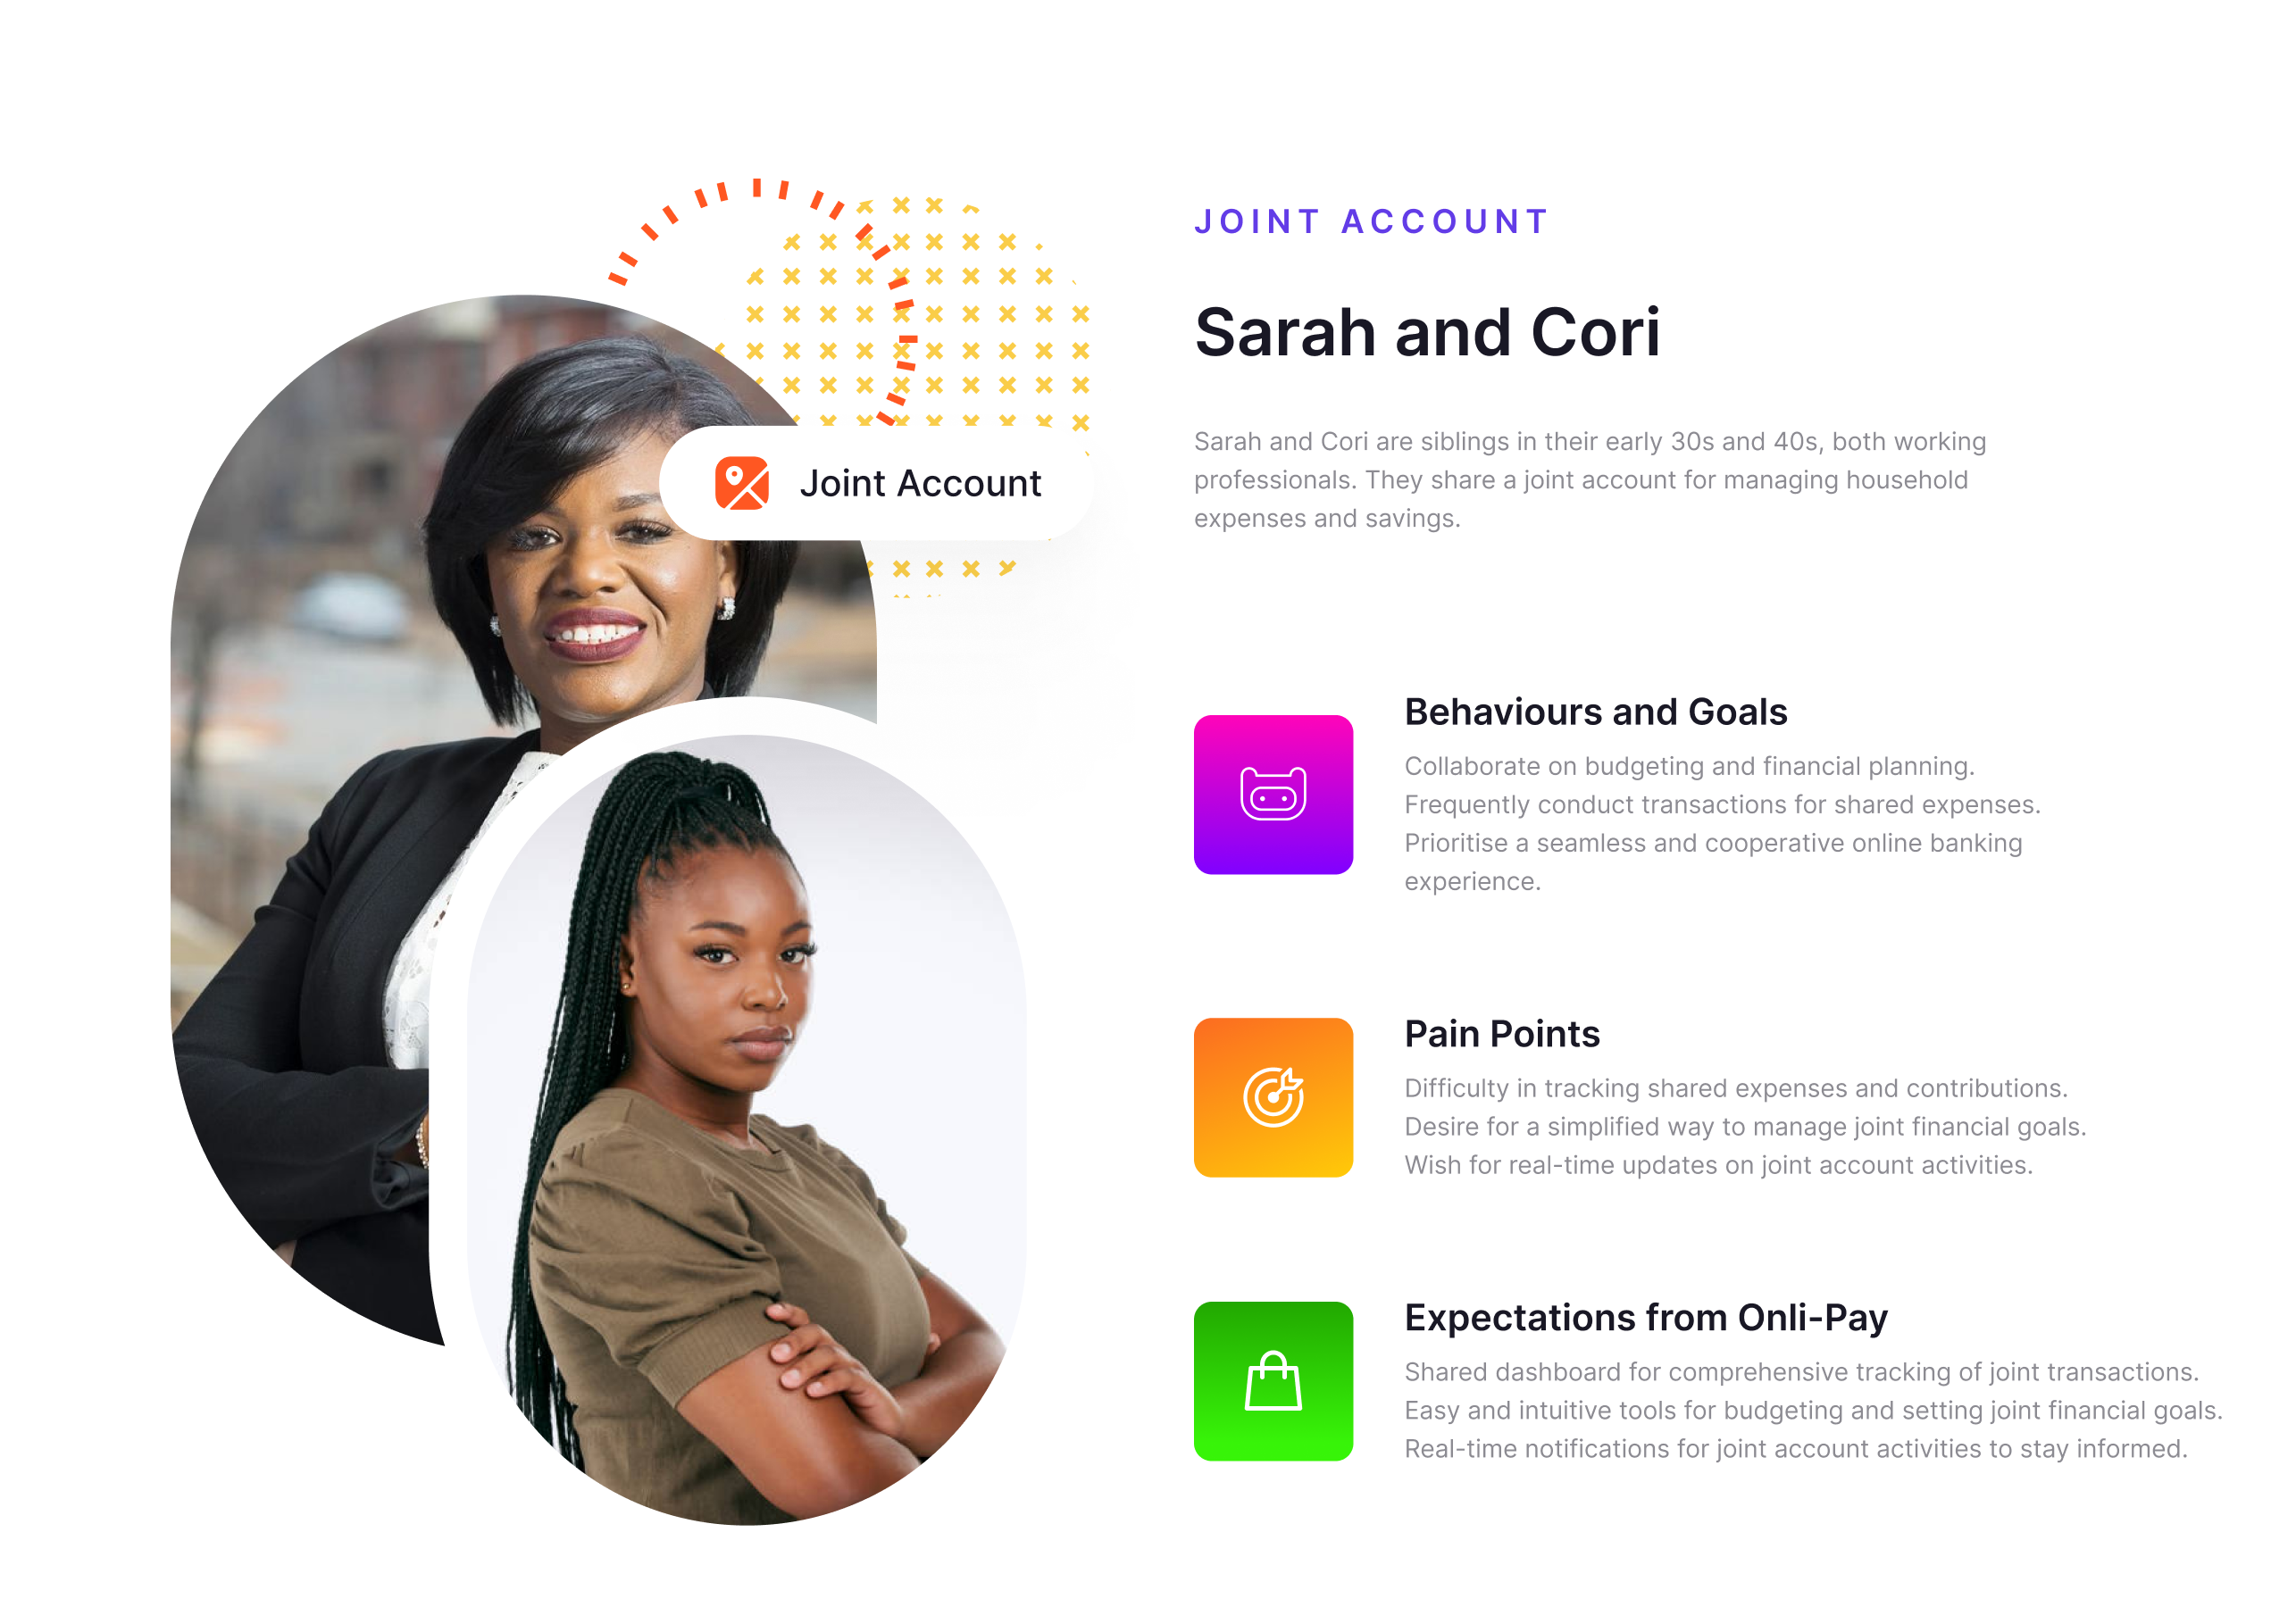 JOINT ACCOUNT
Sarah and Cori
Sarah and Cori are siblings in their early 30s and 40s, both working
professionals. They share a joint account for managing household
expenses and savings.
Joint Account
Behaviours and Goals
Collaborate on budgeting and financial planning.
Frequently conduct transactions for shared expenses.
Prioritise a seamless and cooperative online banking
experience.
Pain Points
Difficulty in tracking shared expenses and contributions.
Desire for a simplified way to manage joint financial goals.
Wish for real-time updates on joint account activities.
Expectations from Onli-Pay
Shared dashboard for comprehensive tracking of joint transactions.
Easy and intuitive tools for budgeting and setting joint financial goals.
Real-time notifications for joint account activities to stay informed.